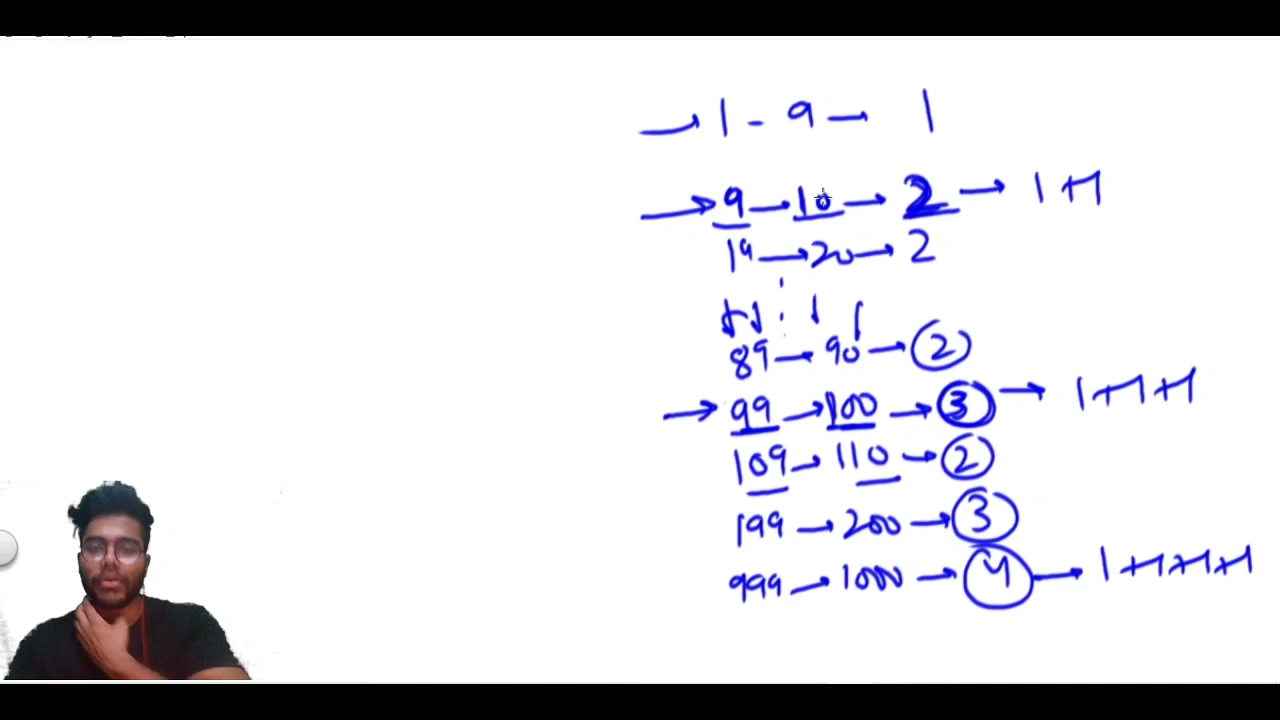 → 1 - 9 → 1
→ 9 → 10 → 2 → 1+1
19 → 20 → 2
89 → 90 → 2
→ 99 → 100 → 3 → 1+1+1
109 → 110 → 2
199 → 200 → 3
999 → 1000 → 4 → 1+1+1+1